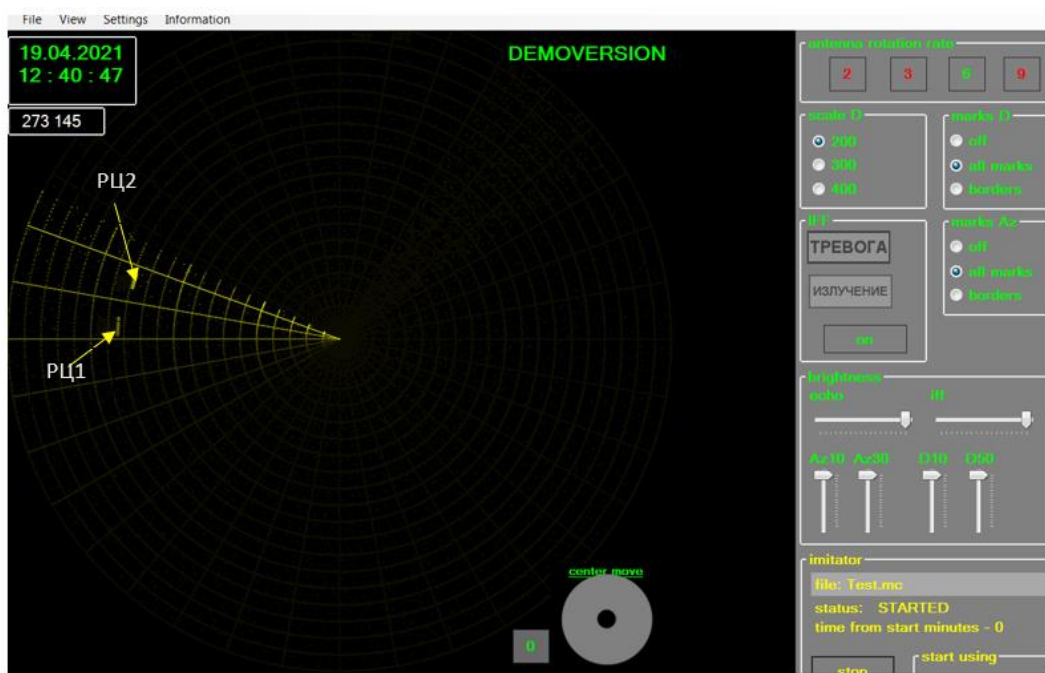 File View Settings Information
19.04.2021
12 : 40 : 47
DEMOVERSION
273 145
РЦ2
РЦ1
antenna rotation rate
2 3 6 9
scale D
200
300
400
marks D
off
all marks
borders
IFF
ТРЕВОГА
ИЗЛУЧЕНИЕ
on
marks Az
off
all marks
borders
brightness
echo iff
Az10 Az30 D10 D50
center move
0
imitator
file: Test.mc
status: STARTED
time from start minutes - 0
stop
start using